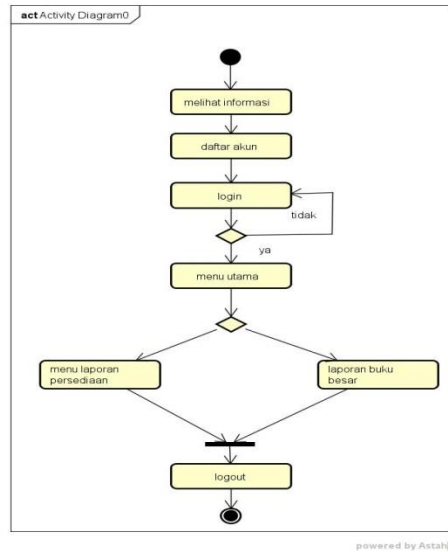 act Activity Diagram0
melihat informasi
daftar akun
login
tidak
ya
menu utama
menu laporan
persediaan
laporan buku
besar
logout
powered by Astah